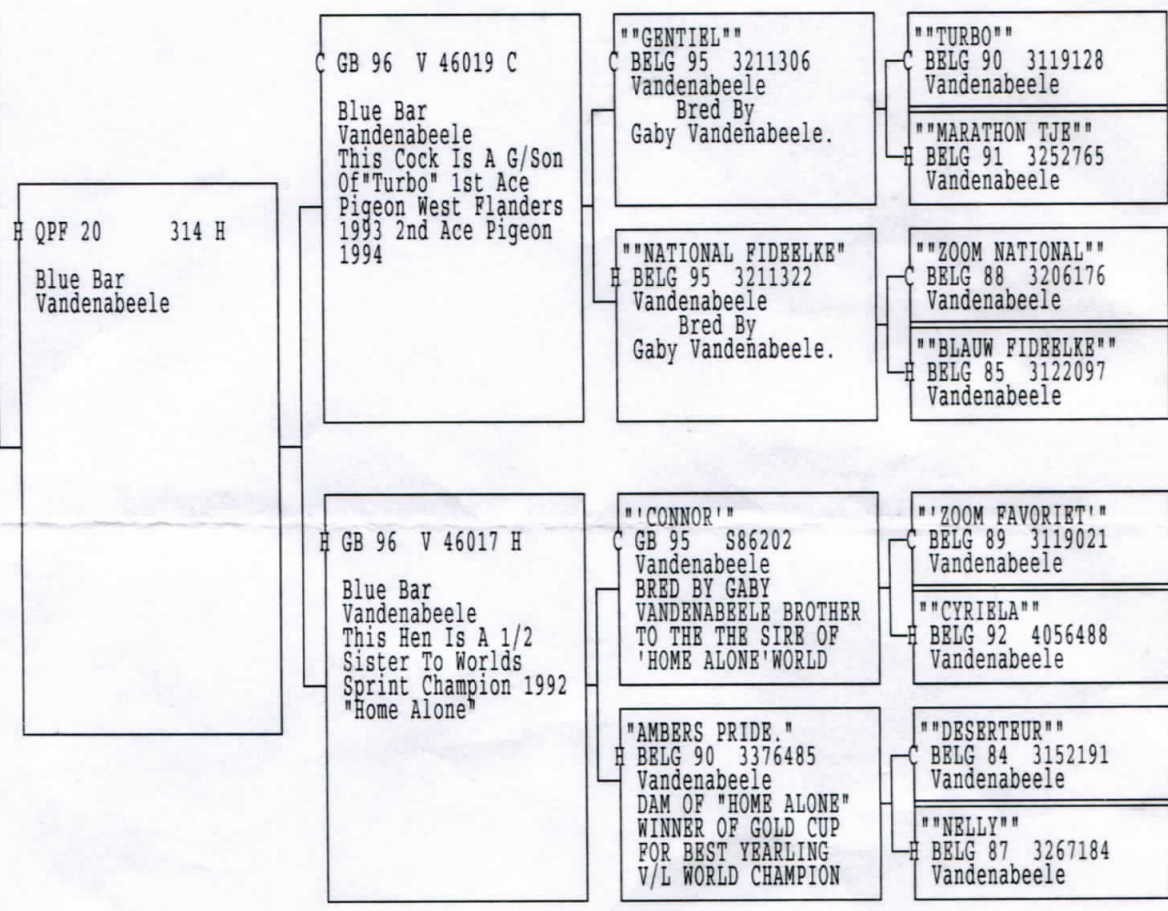 H QPF 20 314 H
Blue Bar
Vandenabeele
C GB 96 V 46019 C
Blue Bar
Vandenabeele
This Cock Is A G/Son
Of"Turbo" 1st Ace
Pigeon West Flanders
1993 2nd Ace Pigeon
1994
H GB 96 V 46017 H
Blue Bar
Vandenabeele
This Hen Is A 1/2
Sister To Worlds
Sprint Champion 1992
"Home Alone"
""GENTIEL""
C BELG 95 3211306
Vandenabeele
Bred By
Gaby Vandenabeele.
""NATIONAL FIDEELKE"
H BELG 95 3211322
Vandenabeele
Bred By
Gaby Vandenabeele.
"'CONNOR'"
C GB 95 S86202
Vandenabeele
BRED BY GABY
VANDENABEELE BROTHER
TO THE THE SIRE OF
'HOME ALONE'WORLD
"AMBERS PRIDE."
H BELG 90 3376485
Vandenabeele
DAM OF "HOME ALONE"
WINNER OF GOLD CUP
FOR BEST YEARLING
V/L WORLD CHAMPION
""TURBO""
C BELG 90 3119128
Vandenabeele
""MARATHON TJE""
H BELG 91 3252765
Vandenabeele
""ZOOM NATIONAL""
C BELG 88 3206176
Vandenabeele
""BLAUW FIDEELKE""
H BELG 85 3122097
Vandenabeele
"'ZOOM FAVORIET'"
C BELG 89 3119021
Vandenabeele
""CYRIELA""
H BELG 92 4056488
Vandenabeele
""DESERTEUR""
C BELG 84 3152191
Vandenabeele
""NELLY""
H BELG 87 3267184
Vandenabeele